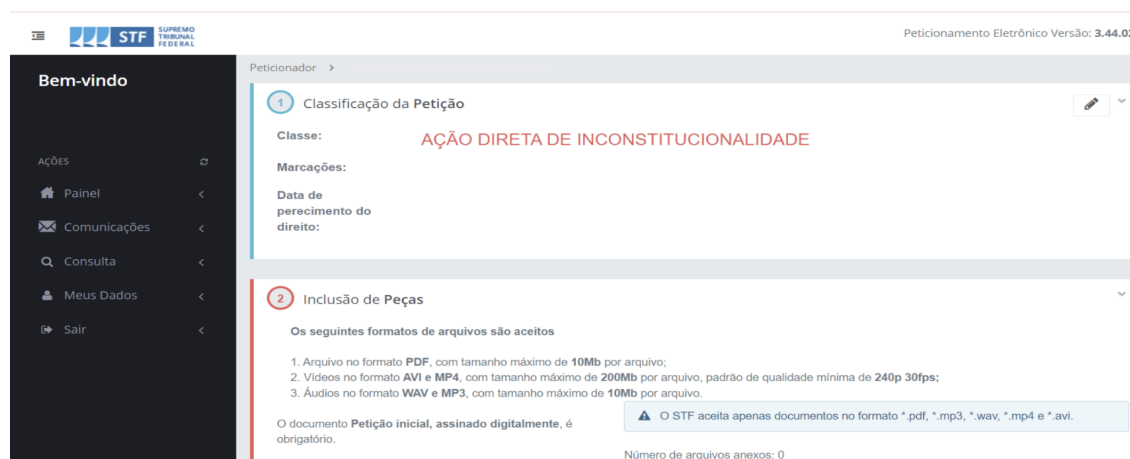 STF SUPREMO TRIBUNAL FEDERAL
Peticionamento Eletrônico Versão: 3.44.02
Bem-vindo
AÇÕES
Painel
Comunicações
Consulta
Meus Dados
Sair
Peticionador >
1 Classificação da Petição
Classe: AÇÃO DIRETA DE INCONSTITUCIONALIDADE
Marcações:
Data de
perecimento do
direito:
2 Inclusão de Peças
Os seguintes formatos de arquivos são aceitos
1. Arquivo no formato PDF, com tamanho máximo de 10Mb por arquivo;
2. Vídeos no formato AVI e MP4, com tamanho máximo de 200Mb por arquivo, padrão de qualidade mínima de 240p 30fps;
3. Áudios no formato WAV e MP3, com tamanho máximo de 10Mb por arquivo.
O documento Petição inicial, assinado digitalmente, é
obrigatório.
O STF aceita apenas documentos no formato *.pdf, *.mp3, *.wav, *.mp4 e *.avi.
Número de arquivos anexos: 0